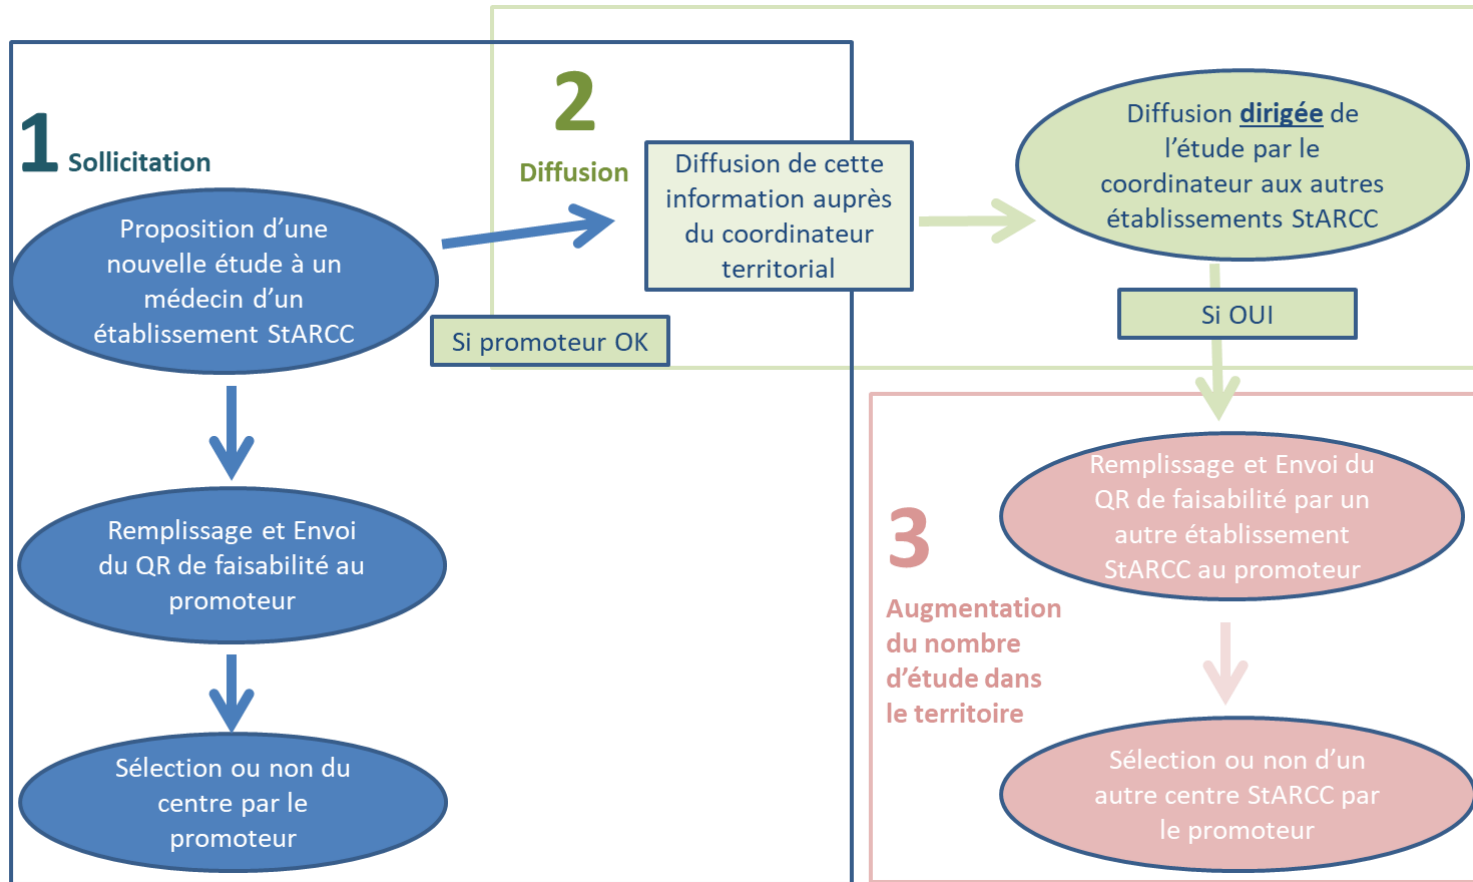 1 Sollicitation
Proposition d'une
nouvelle étude à un
médecin d'un
établissement StARCC
Remplissage et Envoi
du QR de faisabilité au
promoteur
Sélection ou non du
centre par le
promoteur
2
Diffusion
Si promoteur OK
Diffusion de cette
information auprès
du coordinateur
territorial
Diffusion dirigée de
l'étude par le
coordinateur aux autres
établissements StARCC
Si OUI
3
Augmentation
du nombre
d'étude dans
le territoire
Remplissage et Envoi du
QR de faisabilité par un
autre établissement
StARCC au promoteur
Sélection ou non d'un
autre centre StARCC par
le promoteur